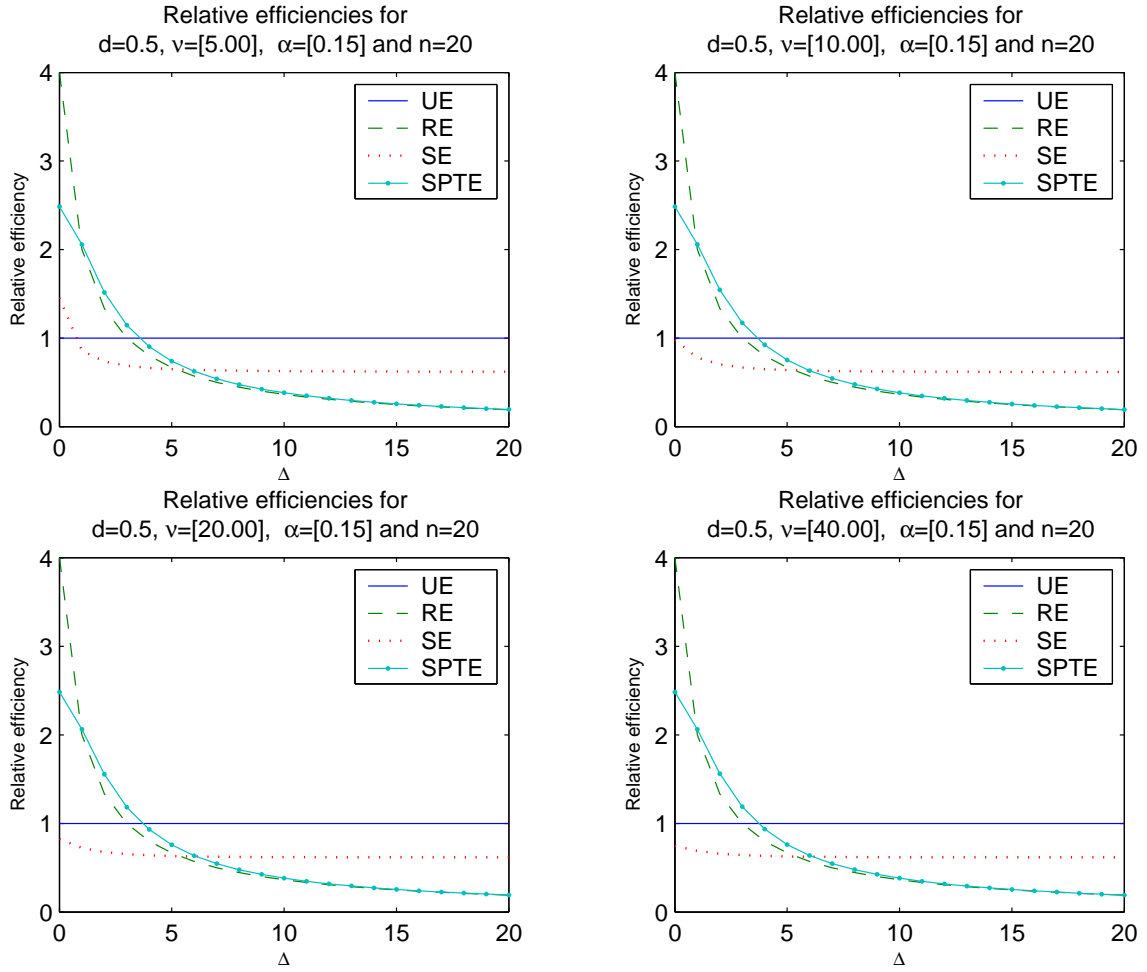 Relative efficiencies for
d=0.5, ν=[5.00],  α=[0.15] and n=20
4
3
2
1
0
Relative efficiency
UE
RE
SE
SPTE
0 5 10 15 20
Δ
Relative efficiencies for
d=0.5, ν=[10.00],  α=[0.15] and n=20
4
3
2
1
0
Relative efficiency
UE
RE
SE
SPTE
0 5 10 15 20
Δ
Relative efficiencies for
d=0.5, ν=[20.00],  α=[0.15] and n=20
4
3
2
1
0
Relative efficiency
UE
RE
SE
SPTE
0 5 10 15 20
Δ
Relative efficiencies for
d=0.5, ν=[40.00],  α=[0.15] and n=20
4
3
2
1
0
Relative efficiency
UE
RE
SE
SPTE
0 5 10 15 20
Δ